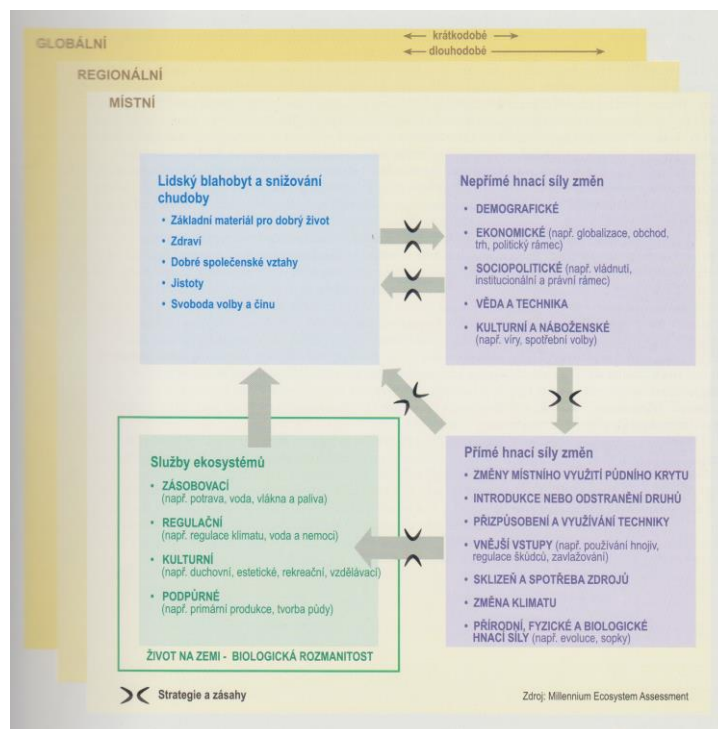 GLOBÁLNÍ
krátkodobé
dlouhodobé
REGIONÁLNÍ
MÍSTNÍ
Lidský blahobyt a snižování
chudoby
• Základní materiál pro dobrý život
• Zdraví
• Dobré společenské vztahy
• Jistoty
• Svoboda volby a činu
Nepřímé hnací síly změn
• DEMOGRAFICKÉ
• EKONOMICKÉ (např. globalizace, obchod,
trh, politický rámec)
• SOCIOPOLITICKÉ (např. vládnutí,
institucionální a právní rámec)
• VĚDA A TECHNIKA
• KULTURNÍ A NÁBOŽENSKÉ
(např. víry, spotřební volby)
Služby ekosystémů
• ZÁSOBOVACÍ
(např. potrava, voda, vlákna a paliva)
• REGULAČNÍ
(např. regulace klimatu, voda a nemoci)
• KULTURNÍ
(např. duchovní, estetické, rekreační, vzdělávací)
• PODPŮRNÉ
(např. primární produkce, tvorba půdy)
ŽIVOT NA ZEMI - BIOLOGICKÁ ROZMANITOST
Přímé hnací síly změn
• ZMĚNY MÍSTNÍHO VYUŽITÍ PŮDNÍHO KRYTU
• INTRODUKCE NEBO ODSTRANĚNÍ DRUHŮ
• PŘIZPŮSOBENÍ A VYUŽÍVÁNÍ TECHNIKY
• VNĚJŠÍ VSTUPY (např. používání hnojiv,
regulace škůdců, zavlažování)
• SKLIZEŇ A SPOTŘEBA ZDROJŮ
• ZMĚNA KLIMATU
• PŘÍRODNÍ, FYZICKÉ A BIOLOGICKÉ
HNACÍ SÍLY (např. evoluce, sopky)
Strategie a zásahy
Zdroj: Millennium Ecosystem Assessment